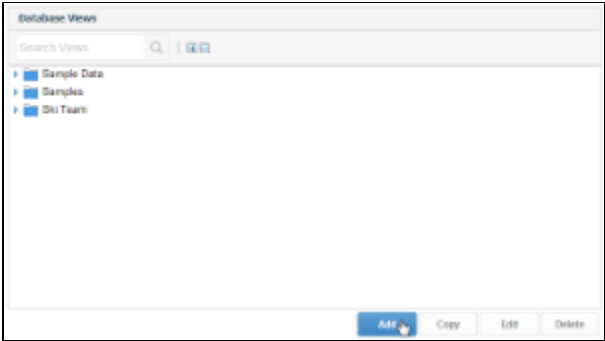 Database Views
Search Views
Sample Data
Samples
Ski Team
Add Copy Edit Delete